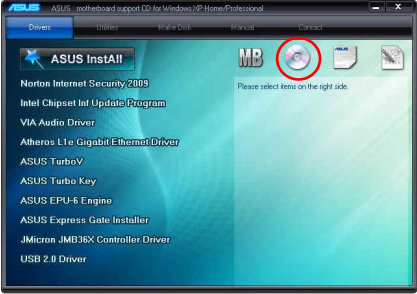 ASUS ASUS motherboard support CD for Windows XP Home/Professional
Drivers Utilities Make Disk Manual Contact
ASUS InstAll MB
Norton Internet Security 2009
Please select items on the right side.
Intel Chipset Inf Update Program
VIA Audio Driver
Atheros L1e Gigabit Ethernet Driver
ASUS TurboV
ASUS Turbo Key
ASUS EPU-6 Engine
ASUS Express Gate Installer
JMicron JMB36X Controller Driver
USB 2.0 Driver